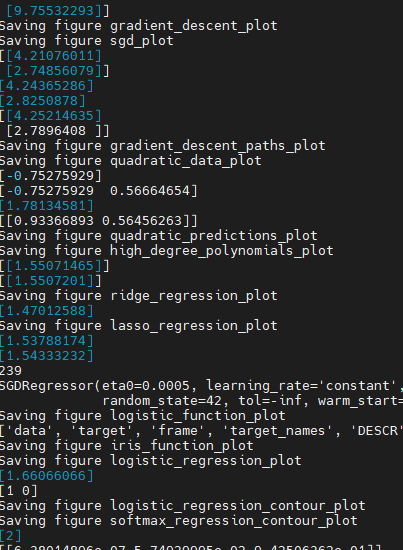 [9.75532293]]
Saving figure gradient_descent_plot
Saving figure sgd_plot
[[4.21076011]
[2.74856079]]
[4.24365286]
[2.8250878]
[[4.25214635]
[2.7896408 ]]
Saving figure gradient_descent_paths_plot
Saving figure quadratic_data_plot
[-0.75275929]
[-0.75275929  0.56664654]
[1.78134581]
[[0.93366893 0.56456263]]
Saving figure quadratic_predictions_plot
Saving figure high_degree_polynomials_plot
[[1.55071465]]
[[1.5507201]]
Saving figure ridge_regression_plot
[1.47012588]
Saving figure lasso_regression_plot
[1.53788174]
[1.54333232]
239
SGDRegressor(eta0=0.0005, learning_rate='constant',
random_state=42, tol=-inf, warm_start=
Saving figure logistic_function_plot
['data', 'target', 'frame', 'target_names', 'DESCR'
Saving figure iris_function_plot
Saving figure logistic_regression_plot
[1.66066066]
[1 0]
Saving figure logistic_regression_contour_plot
Saving figure softmax_regression_contour_plot
[2]